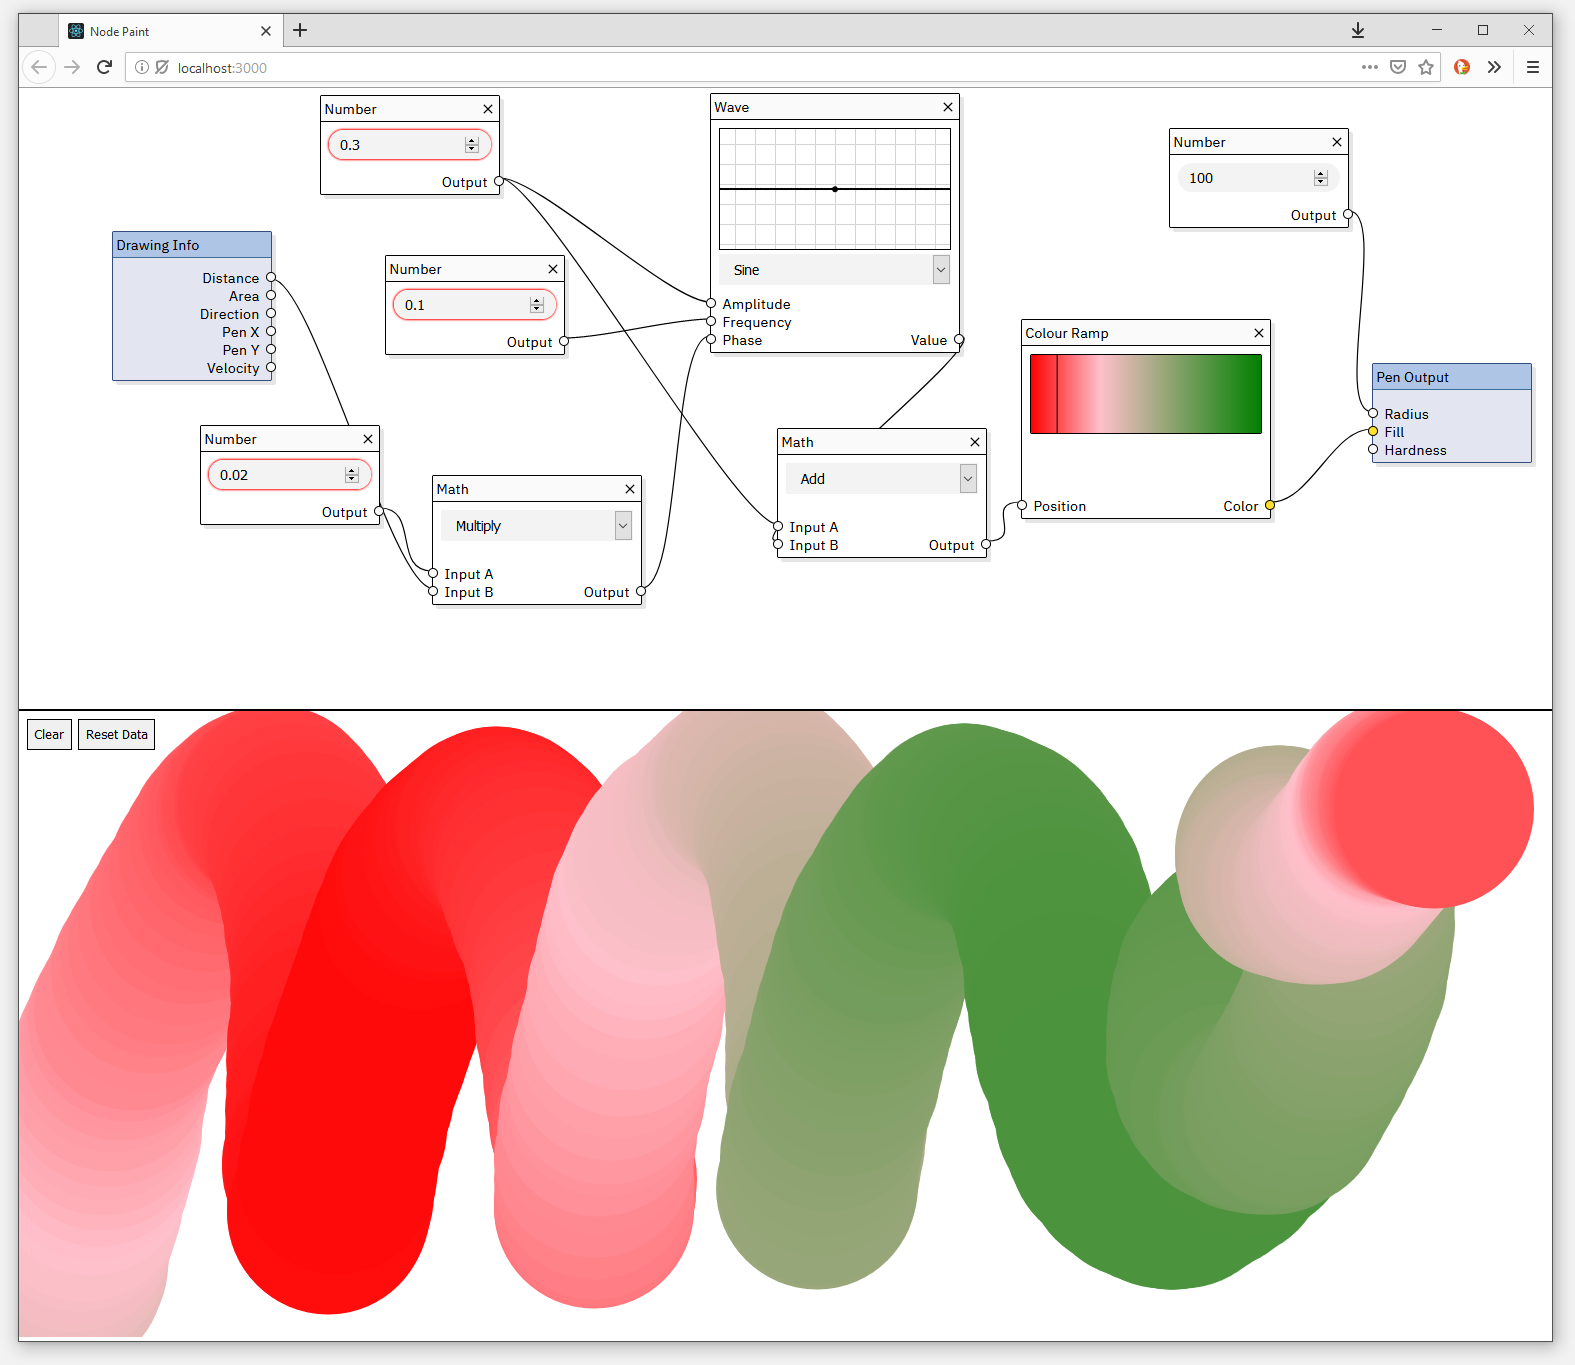 Node Paint
localhost:3000
Number
0.3
Output
Wave
Sine
Amplitude
Frequency
Phase
Value
Number
100
Output
Drawing Info
Distance
Area
Direction
Pen X
Pen Y
Velocity
Number
0.1
Output
Colour Ramp
Position
Color
Pen Output
Radius
Fill
Hardness
Number
0.02
Output
Math
Multiply
Input A
Input B
Output
Math
Add
Input A
Input B
Output
Clear
Reset Data